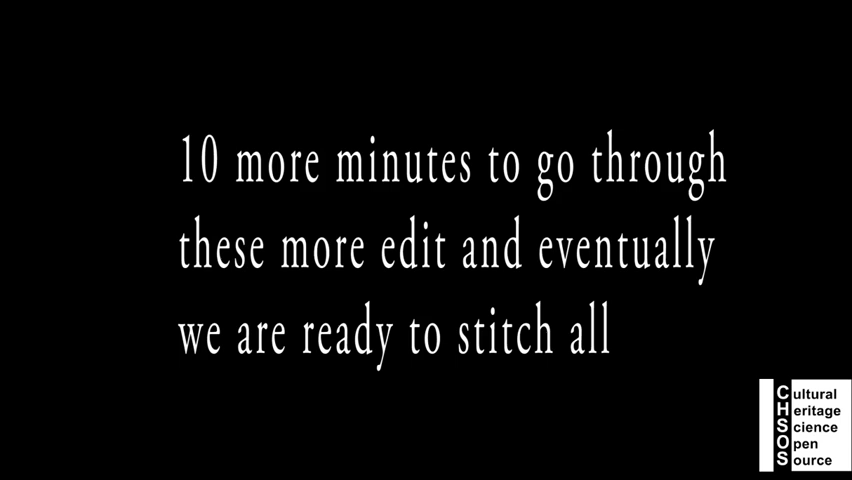 10 more minutes to go through
these more edit and eventually
we are ready to stitch all
Cultural
Heritage
Science
Open
Source